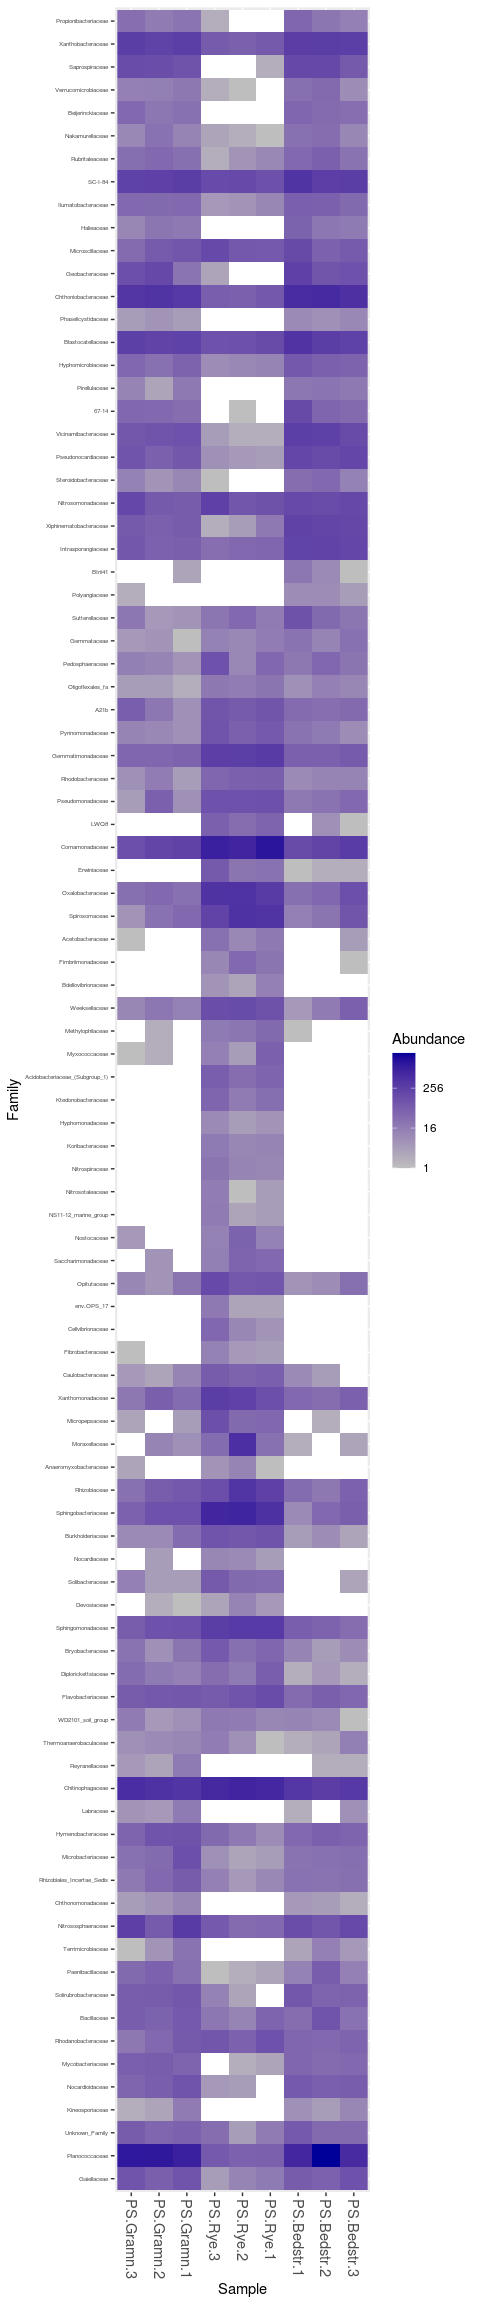 Propionibacteriaceae
Xanthobacteraceae
Saprospiraceae
Verrucomicrobiaceae
Beijerinckiaceae
Nakamurellaceae
Rubritaleaceae
SC-I-84
Ilumatobacteraceae
Halieaceae
Microscillaceae
Geobacteraceae
Chthoniobacteraceae
Phaselicystidaceae
Blastocatellaceae
Hyphomicrobiaceae
Pirellulaceae
67-14
Vicinamibacteraceae
Pseudonocardiaceae
Steroidobacteraceae
Nitrosomonadaceae
Xiphinematobacteraceae
Intrasporangiaceae
BIrii41
Polyangiaceae
Sutterellaceae
Gemmataceae
Pedosphaeraceae
Oligoflexales_fa
A21b
Pyrinomonadaceae
Gemmatimonadaceae
Rhodobacteraceae
Pseudomonadaceae
LWQ8
Comamonadaceae
Erwiniaceae
Oxalobacteraceae
Spirosomaceae
Acetobacteraceae
Fimbriimonadaceae
Bdellovibrionaceae
Weeksellaceae
Methylophilaceae
Myxococcaceae
Acidobacteriaceae_(Subgroup_1)
Ktedonobacteraceae
Hyphomonadaceae
Koribacteraceae
Nitrospiraceae
Nitrosotaleaceae
NS11-12_marine_group
Nostocaceae
Saccharimonadaceae
Opitutaceae
env.OPS_17
Cellvibrionaceae
Fibrobacteraceae
Caulobacteraceae
Xanthomonadaceae
Micropepsaceae
Moraxellaceae
Anaeromyxobacteraceae
Rhizobiaceae
Sphingobacteriaceae
Burkholderiaceae
Nocardiaceae
Solibacteraceae
Devosiaceae
Sphingomonadaceae
Bryobacteraceae
Diplorickettsiaceae
Flavobacteriaceae
WD2101_soil_group
Thermoanaerobaculaceae
Reyranellaceae
Chitinophagaceae
Labraceae
Hymenobacteraceae
Microbacteriaceae
Rhizobiales_Incertae_Sedis
Chthonomonadaceae
Nitrososphaeraceae
Terrimicrobiaceae
Paenibacillaceae
Solirubrobacteraceae
Bacillaceae
Rhodanobacteraceae
Mycobacteriaceae
Nocardioidaceae
Kineosporiaceae
Unknown_Family
Planococcaceae
Gaiellaceae
Family
PS.Gramn.3
PS.Gramn.2
PS.Gramn.1
PS.Rye.3
PS.Rye.2
PS.Rye.1
PS.Bedstr.1
PS.Bedstr.2
PS.Bedstr.3
Sample
Abundance
256
16
1